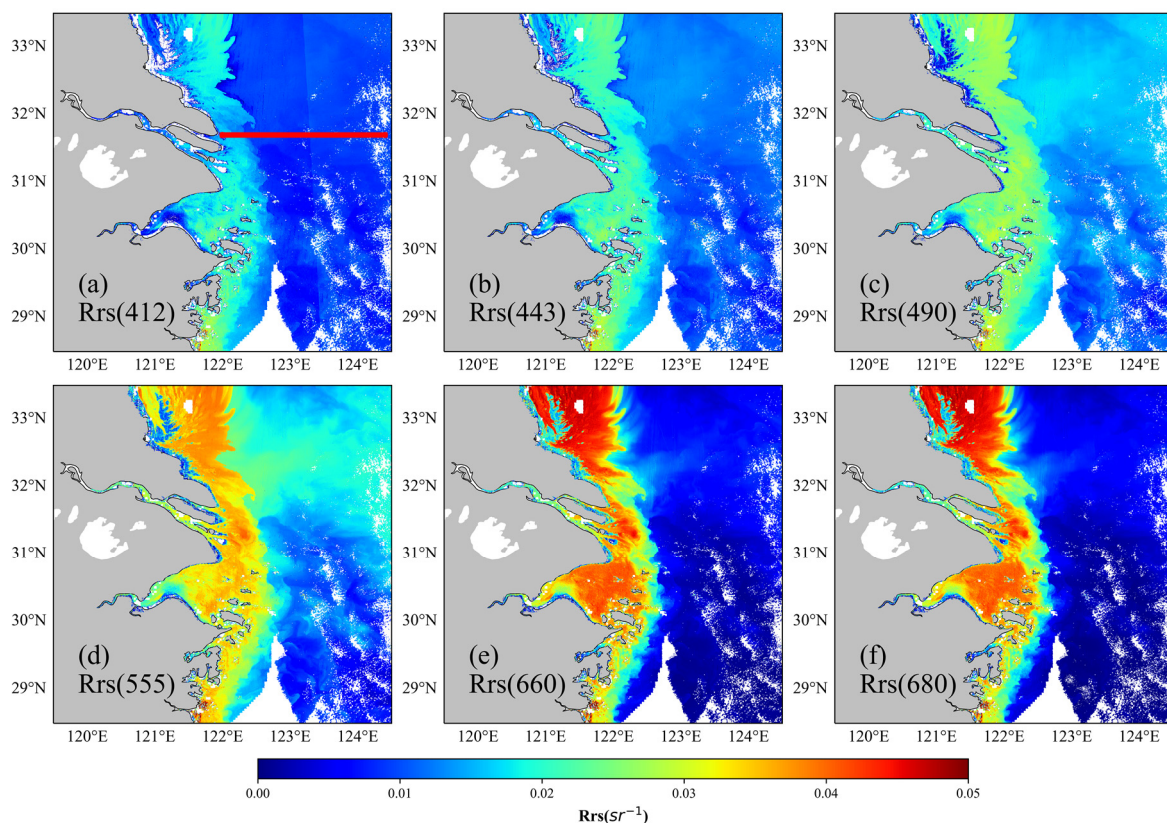 33°N
32°N
31°N
30°N
29°N
(a)
Rrs(412)
(b)
Rrs(443)
(c)
Rrs(490)
120°E 121°E 122°E 123°E 124°E
33°N
32°N
31°N
30°N
29°N
120°E 121°E 122°E 123°E 124°E
33°N
32°N
31°N
30°N
29°N
120°E 121°E 122°E 123°E 124°E
33°N
32°N
31°N
30°N
29°N
(d)
Rrs(555)
120°E 121°E 122°E 123°E 124°E
33°N
32°N
31°N
30°N
29°N
(e)
Rrs(660)
120°E 121°E 122°E 123°E 124°E
33°N
32°N
31°N
30°N
29°N
(f)
Rrs(680)
120°E 121°E 122°E 123°E 124°E
0.00 0.01 0.02 0.03 0.04 0.05
Rrs(sr⁻¹)